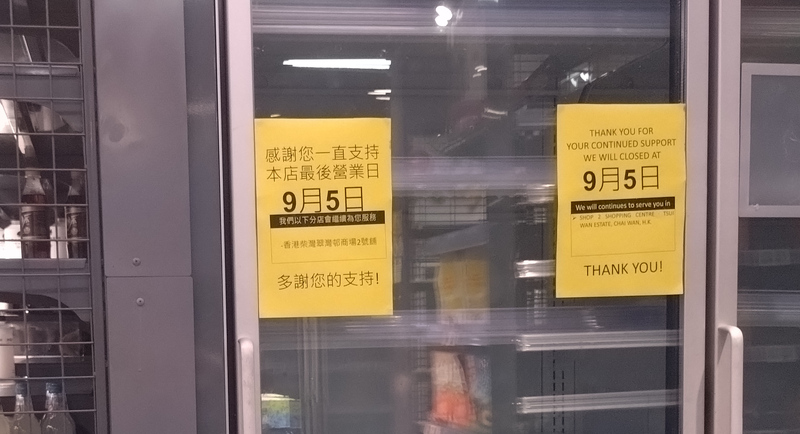 感謝您一直支持
本店最後營業日
9月5日
我們以下分店會繼續為您服務
-香港柴灣翠灣邨商場2號舖
多謝您的支持!
THANK YOU FOR
YOUR CONTINUED SUPPORT
WE WILL CLOSED AT
9月5日
We will continues to serve you in
➢ SHOP 2 SHOPPING CENTRE TSUI
WAN ESTATE, CHAI WAN, H.K.
THANK YOU!